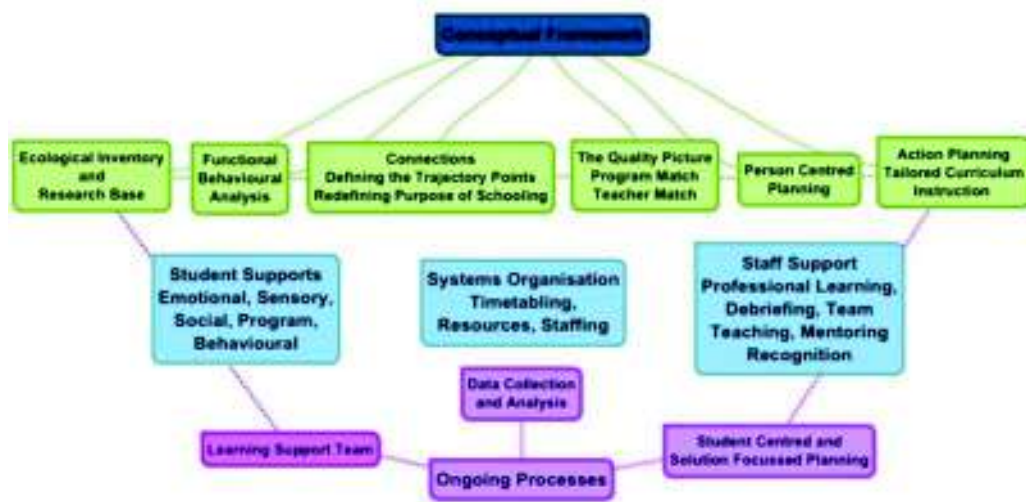 Conceptual Framework
Ecological Inventory
and
Research Base
Functional
Behavioural
Analysis
Connections
Defining the Trajectory Points
Redefining Purpose of Schooling
The Quality Picture
Program Match
Teacher Match
Person Centred
Planning
Action Planning
Tailored Curriculum
Instruction
Student Supports
Emotional, Sensory,
Social, Program,
Behavioural
Systems Organisation
Timetabling,
Resources, Staffing
Staff Support
Professional Learning,
Debriefing, Team
Teaching, Mentoring
Recognition
Data Collection
and Analysis
Learning Support Team
Ongoing Processes
Student Centred and
Solution Focussed Planning